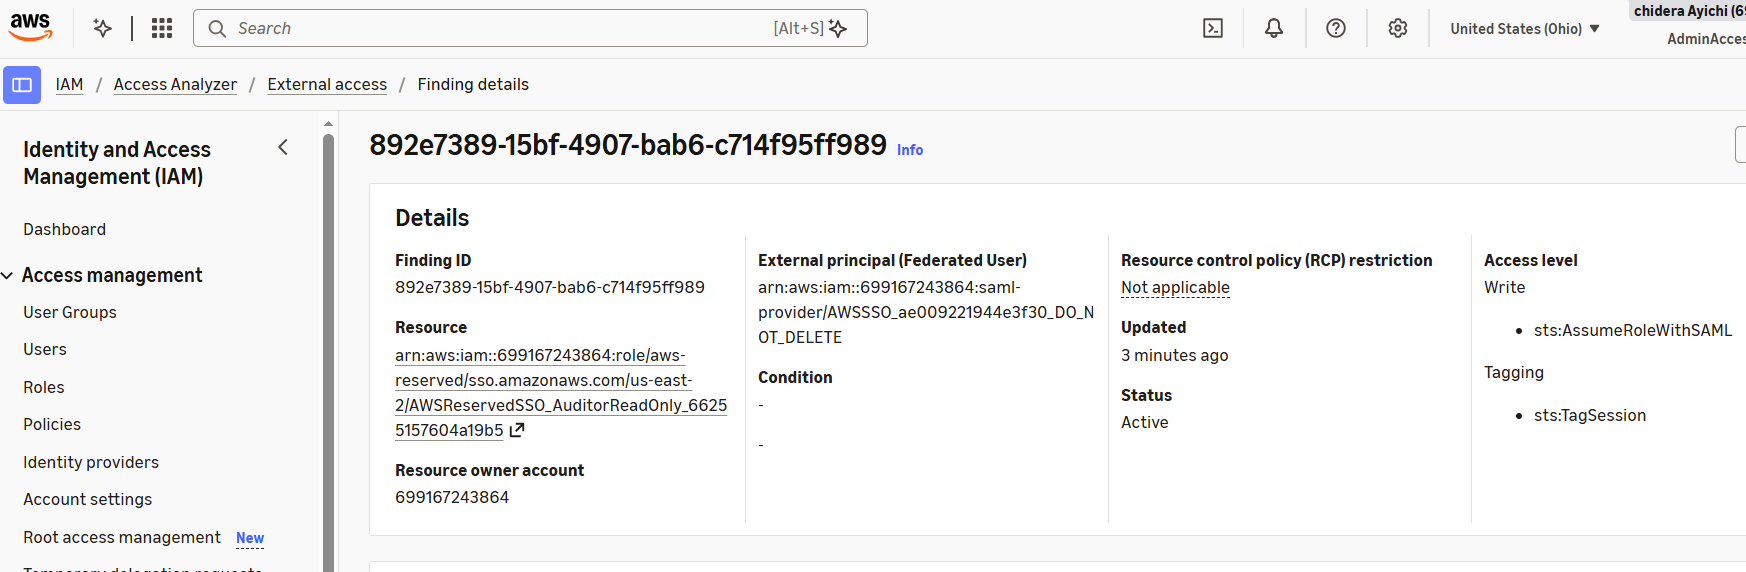 aws
Search
[Alt+S]
United States (Ohio)
chidera Ayichi (6
AdminAcces
IAM / Access Analyzer / External access / Finding details
Identity and Access
Management (IAM)
Dashboard
Access management
User Groups
Users
Roles
Policies
Identity providers
Account settings
Root access management New
892e7389-15bf-4907-bab6-c714f95ff989 Info
Details
Finding ID
892e7389-15bf-4907-bab6-c714f95ff989
Resource
arn:aws:iam::699167243864:role/aws-
reserved/sso.amazonaws.com/us-east-
2/AWSReservedSSO_AuditorReadOnly_6625
5157604a19b5
Resource owner account
699167243864
External principal (Federated User)
arn:aws:iam::699167243864:saml-
provider/AWSSSO_ae009221944e3f30_DO_N
OT_DELETE
Condition
-
-
Resource control policy (RCP) restriction
Not applicable
Updated
3 minutes ago
Status
Active
Access level
Write
• sts:AssumeRoleWithSAML
Tagging
• sts:TagSession